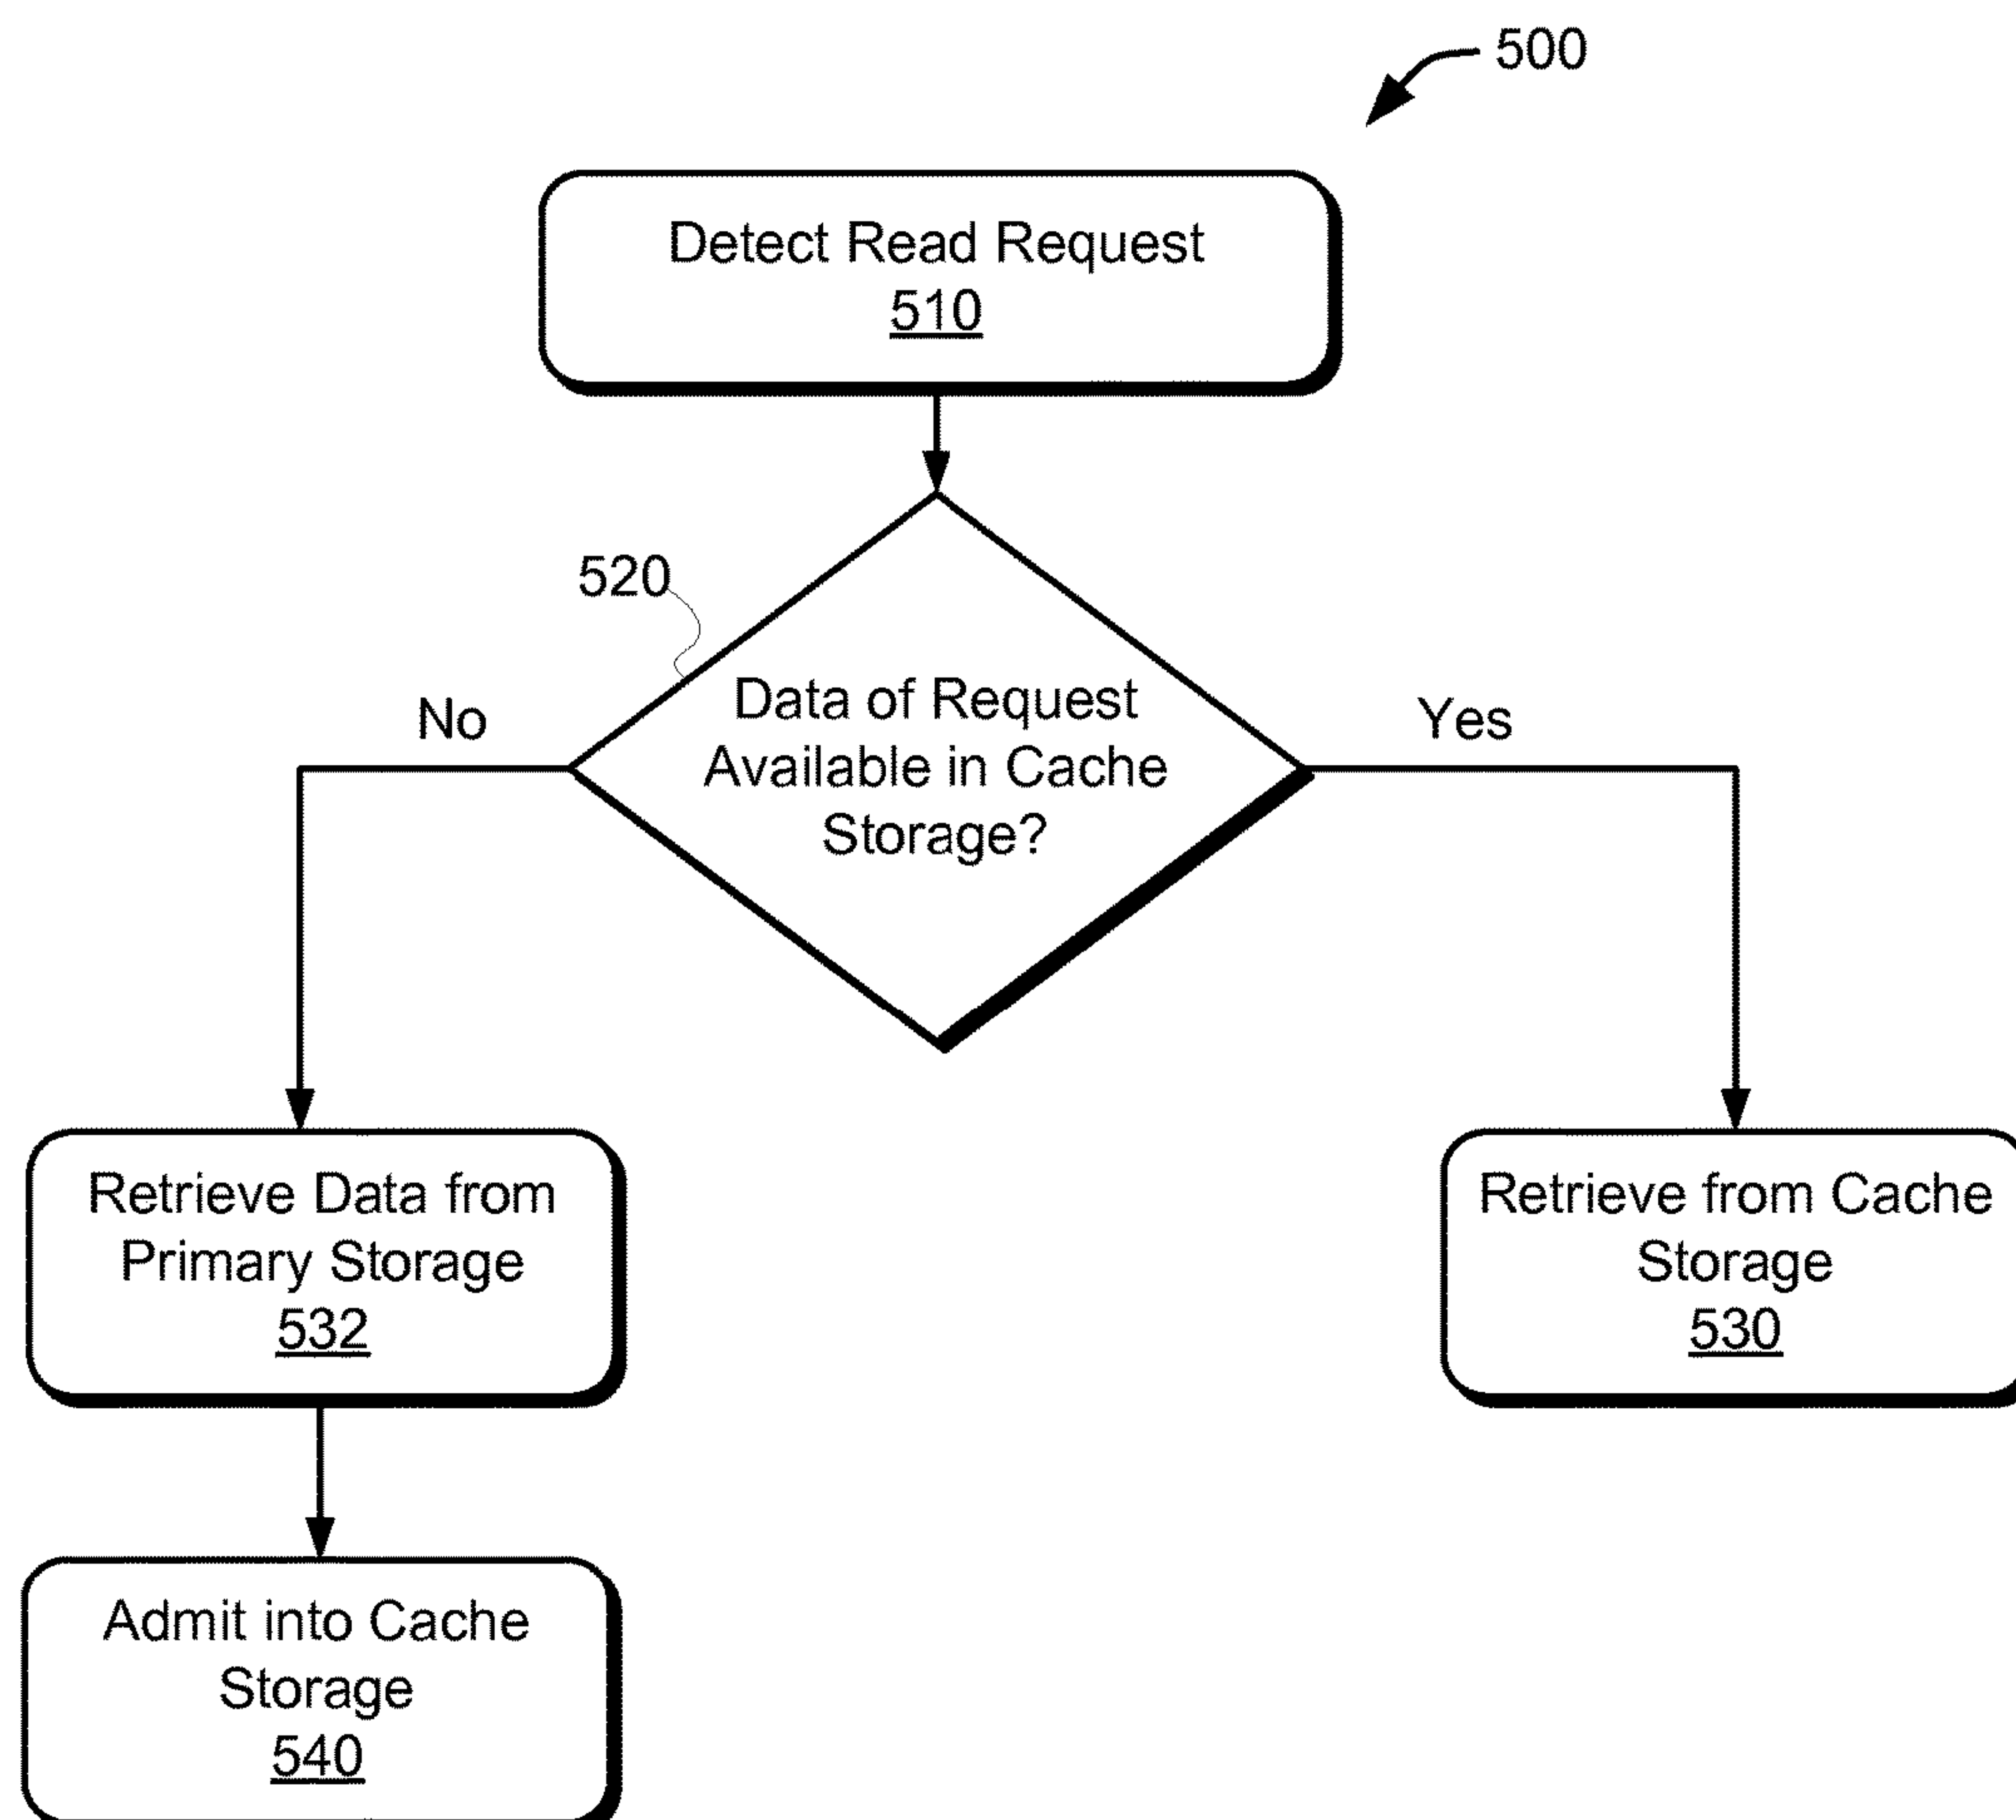 500
Detect Read Request
510
520
Data of Request
Available in Cache
Storage?
No
Yes
Retrieve Data from
Primary Storage
532
Retrieve from Cache
Storage
530
Admit into Cache
Storage
540